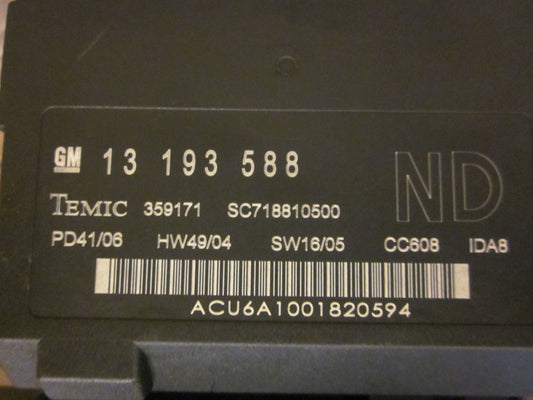 GM 13 193 588 ND
TEMIC 359171 SC718810500
PD41/06 HW49/04 SW16/05 CC608 IDA8
ACU6A1001820594